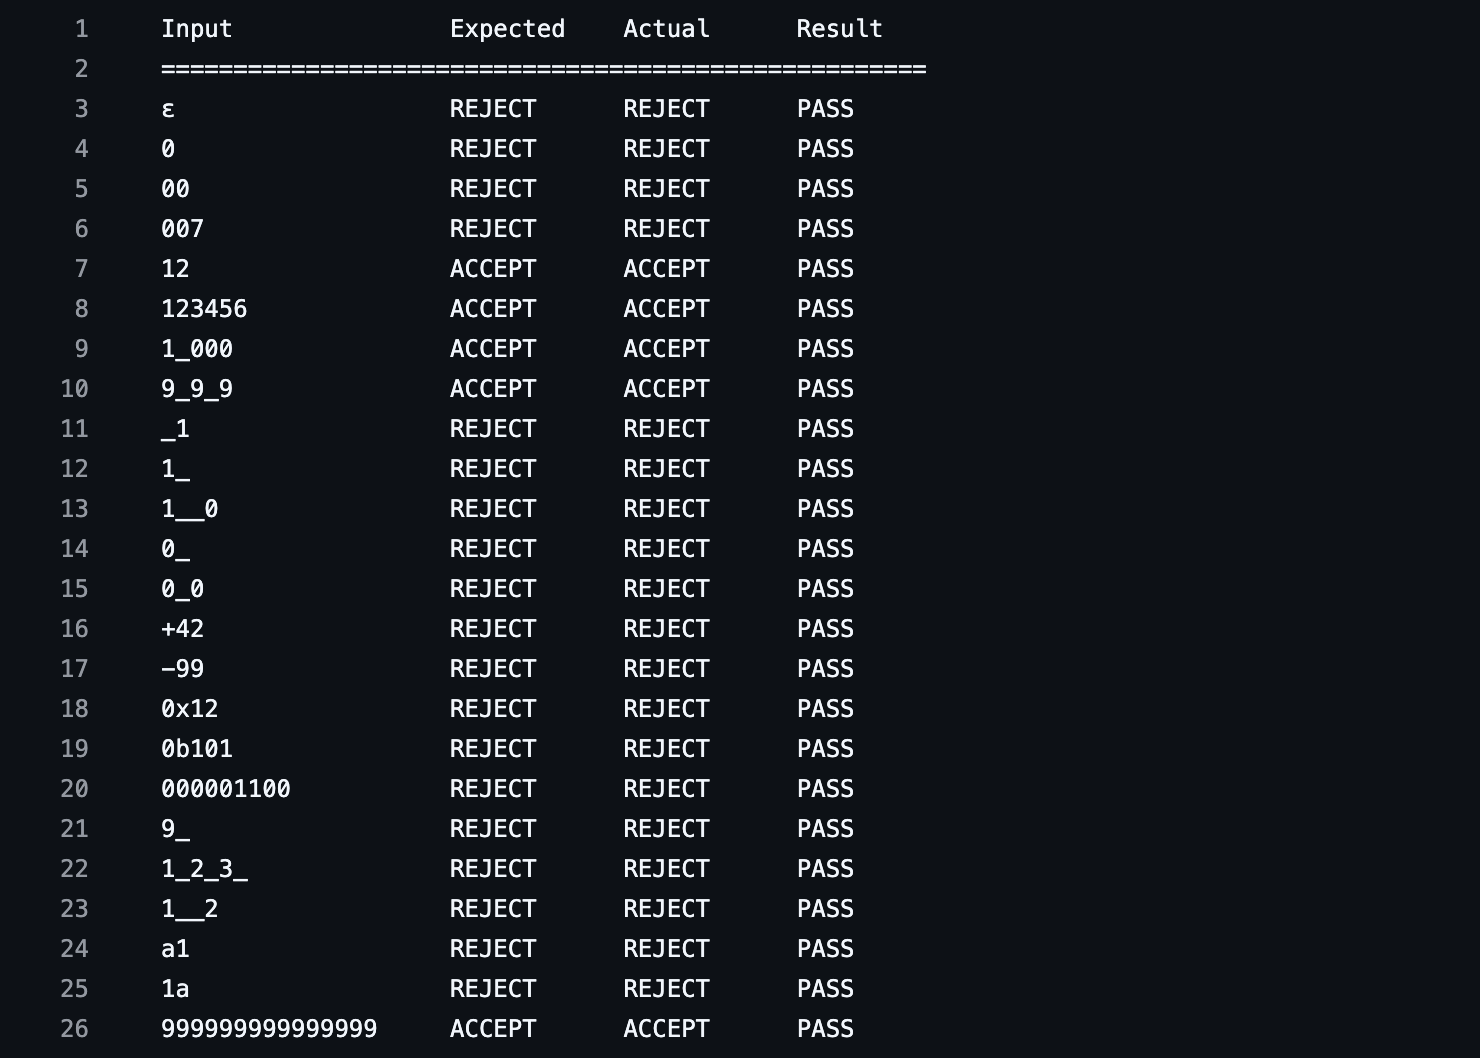 1 Input Expected Actual Result
2 =====================================================
3 ε REJECT REJECT PASS
4 0 REJECT REJECT PASS
5 00 REJECT REJECT PASS
6 007 REJECT REJECT PASS
7 12 ACCEPT ACCEPT PASS
8 123456 ACCEPT ACCEPT PASS
9 1_000 ACCEPT ACCEPT PASS
10 9_9_9 ACCEPT ACCEPT PASS
11 _1 REJECT REJECT PASS
12 1_ REJECT REJECT PASS
13 1__0 REJECT REJECT PASS
14 0_ REJECT REJECT PASS
15 0_0 REJECT REJECT PASS
16 +42 REJECT REJECT PASS
17 -99 REJECT REJECT PASS
18 0x12 REJECT REJECT PASS
19 0b101 REJECT REJECT PASS
20 000001100 REJECT REJECT PASS
21 9_ REJECT REJECT PASS
22 1_2_3_ REJECT REJECT PASS
23 1__2 REJECT REJECT PASS
24 a1 REJECT REJECT PASS
25 1a REJECT REJECT PASS
26 999999999999999 ACCEPT ACCEPT PASS